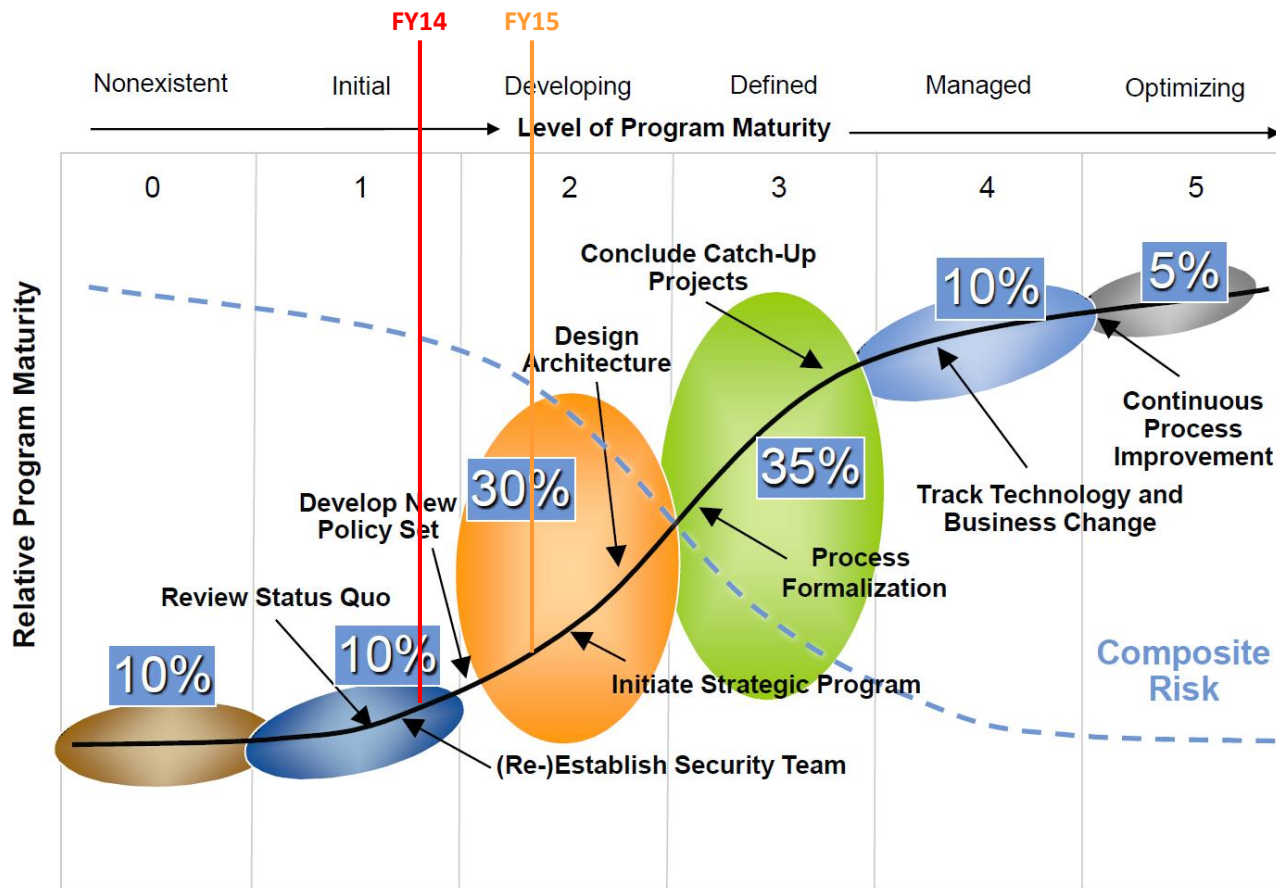 FY14 FY15
Nonexistent Initial Developing Defined Managed Optimizing
Level of Program Maturity
0 1 2 3 4 5
Relative Program Maturity
Conclude Catch-Up
Projects
10%
5%
Design
Architecture
Continuous
Process
Improvement
30%
35%
Develop New
Policy Set
Track Technology and
Business Change
Process
Formalization
Review Status Quo
10%
10%
Initiate Strategic Program
Composite
Risk
(Re-)Establish Security Team